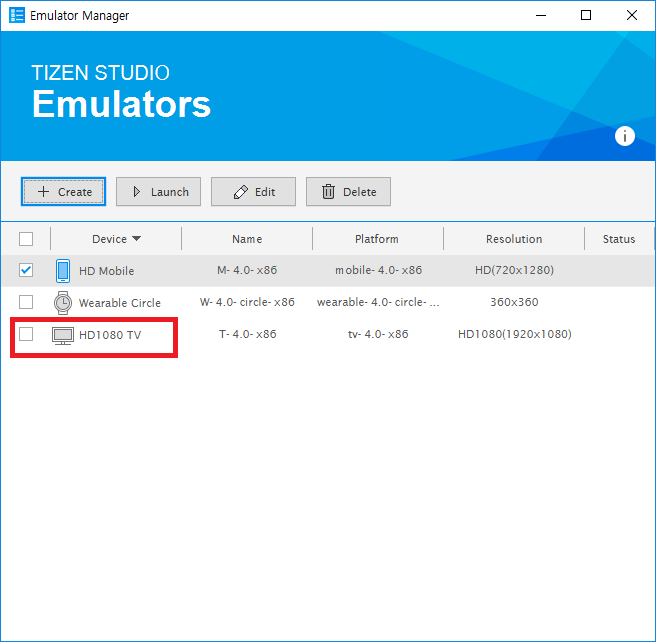 Emulator Manager
TIZEN STUDIO
Emulators
Create Launch Edit Delete
Device Name Platform Resolution Status
HD Mobile M- 4.0- x86 mobile- 4.0- x86 HD(720x1280)
Wearable Circle W- 4.0- circle- x86 wearable- 4.0- circle- ... 360x360
HD1080 TV T- 4.0- x86 tv- 4.0- x86 HD1080(1920x1080)